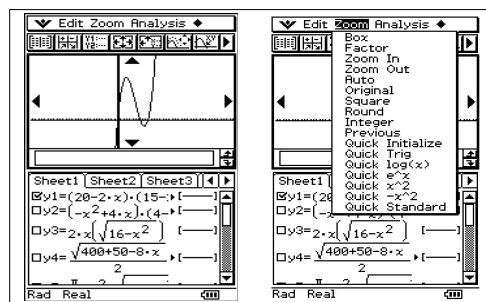 Edit Zoom Analysis ◆
Sheet1 Sheet2 Sheet3
y1=(20-2·x)·(15-
y2=(-x²+4·x)·(4-
y3=2·x(√16-x²)
y4=√400+50-8·x/2
Rad Real
Edit Zoom Analysis ◆
Box
Factor
Zoom In
Zoom Out
Auto
Original
Square
Round
Integer
Previous
Quick Initialize
Quick Trig
Quick log(x)
Quick e^x
Quick x^2
Quick -x^2
Quick Standard
Sheet1
y1=(20
y2=(-x
y3=2·x(√16-x²)
y4=√400+50-8·x/2
Rad Real